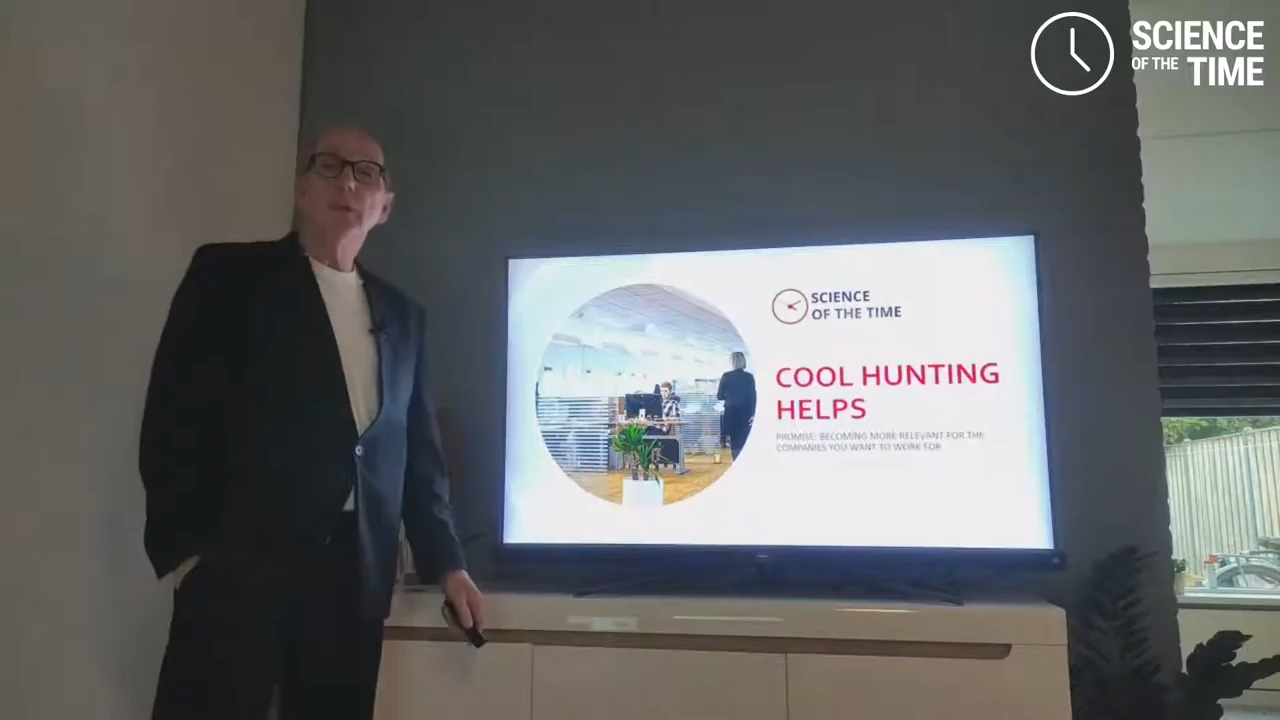 SCIENCE
OF THE TIME
SCIENCE
OF THE TIME
COOL HUNTING
HELPS
PROMISE: BECOMING MORE RELEVANT FOR THE
COMPANIES YOU WANT TO WORK FOR